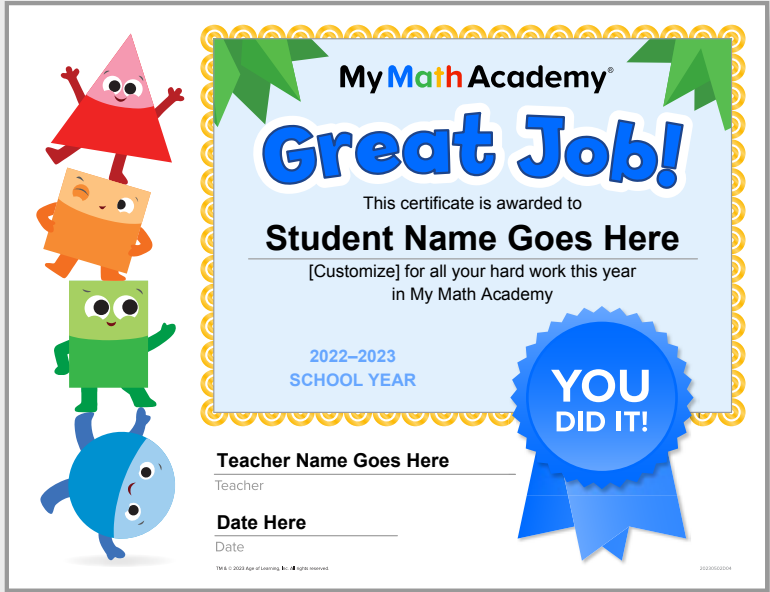 My Math Academy®
Great Job!
This certificate is awarded to
Student Name Goes Here
[Customize] for all your hard work this year
in My Math Academy
2022–2023
SCHOOL YEAR
YOU
DID IT!
Teacher Name Goes Here
Teacher
Date Here
Date
TM & © 2023 Age of Learning, Inc. All rights reserved.
20230502D04